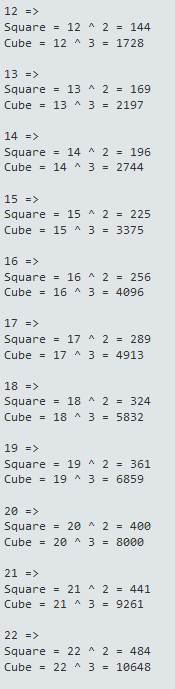 12 =>
Square = 12 ^ 2 = 144
Cube = 12 ^ 3 = 1728
13 =>
Square = 13 ^ 2 = 169
Cube = 13 ^ 3 = 2197
14 =>
Square = 14 ^ 2 = 196
Cube = 14 ^ 3 = 2744
15 =>
Square = 15 ^ 2 = 225
Cube = 15 ^ 3 = 3375
16 =>
Square = 16 ^ 2 = 256
Cube = 16 ^ 3 = 4096
17 =>
Square = 17 ^ 2 = 289
Cube = 17 ^ 3 = 4913
18 =>
Square = 18 ^ 2 = 324
Cube = 18 ^ 3 = 5832
19 =>
Square = 19 ^ 2 = 361
Cube = 19 ^ 3 = 6859
20 =>
Square = 20 ^ 2 = 400
Cube = 20 ^ 3 = 8000
21 =>
Square = 21 ^ 2 = 441
Cube = 21 ^ 3 = 9261
22 =>
Square = 22 ^ 2 = 484
Cube = 22 ^ 3 = 10648